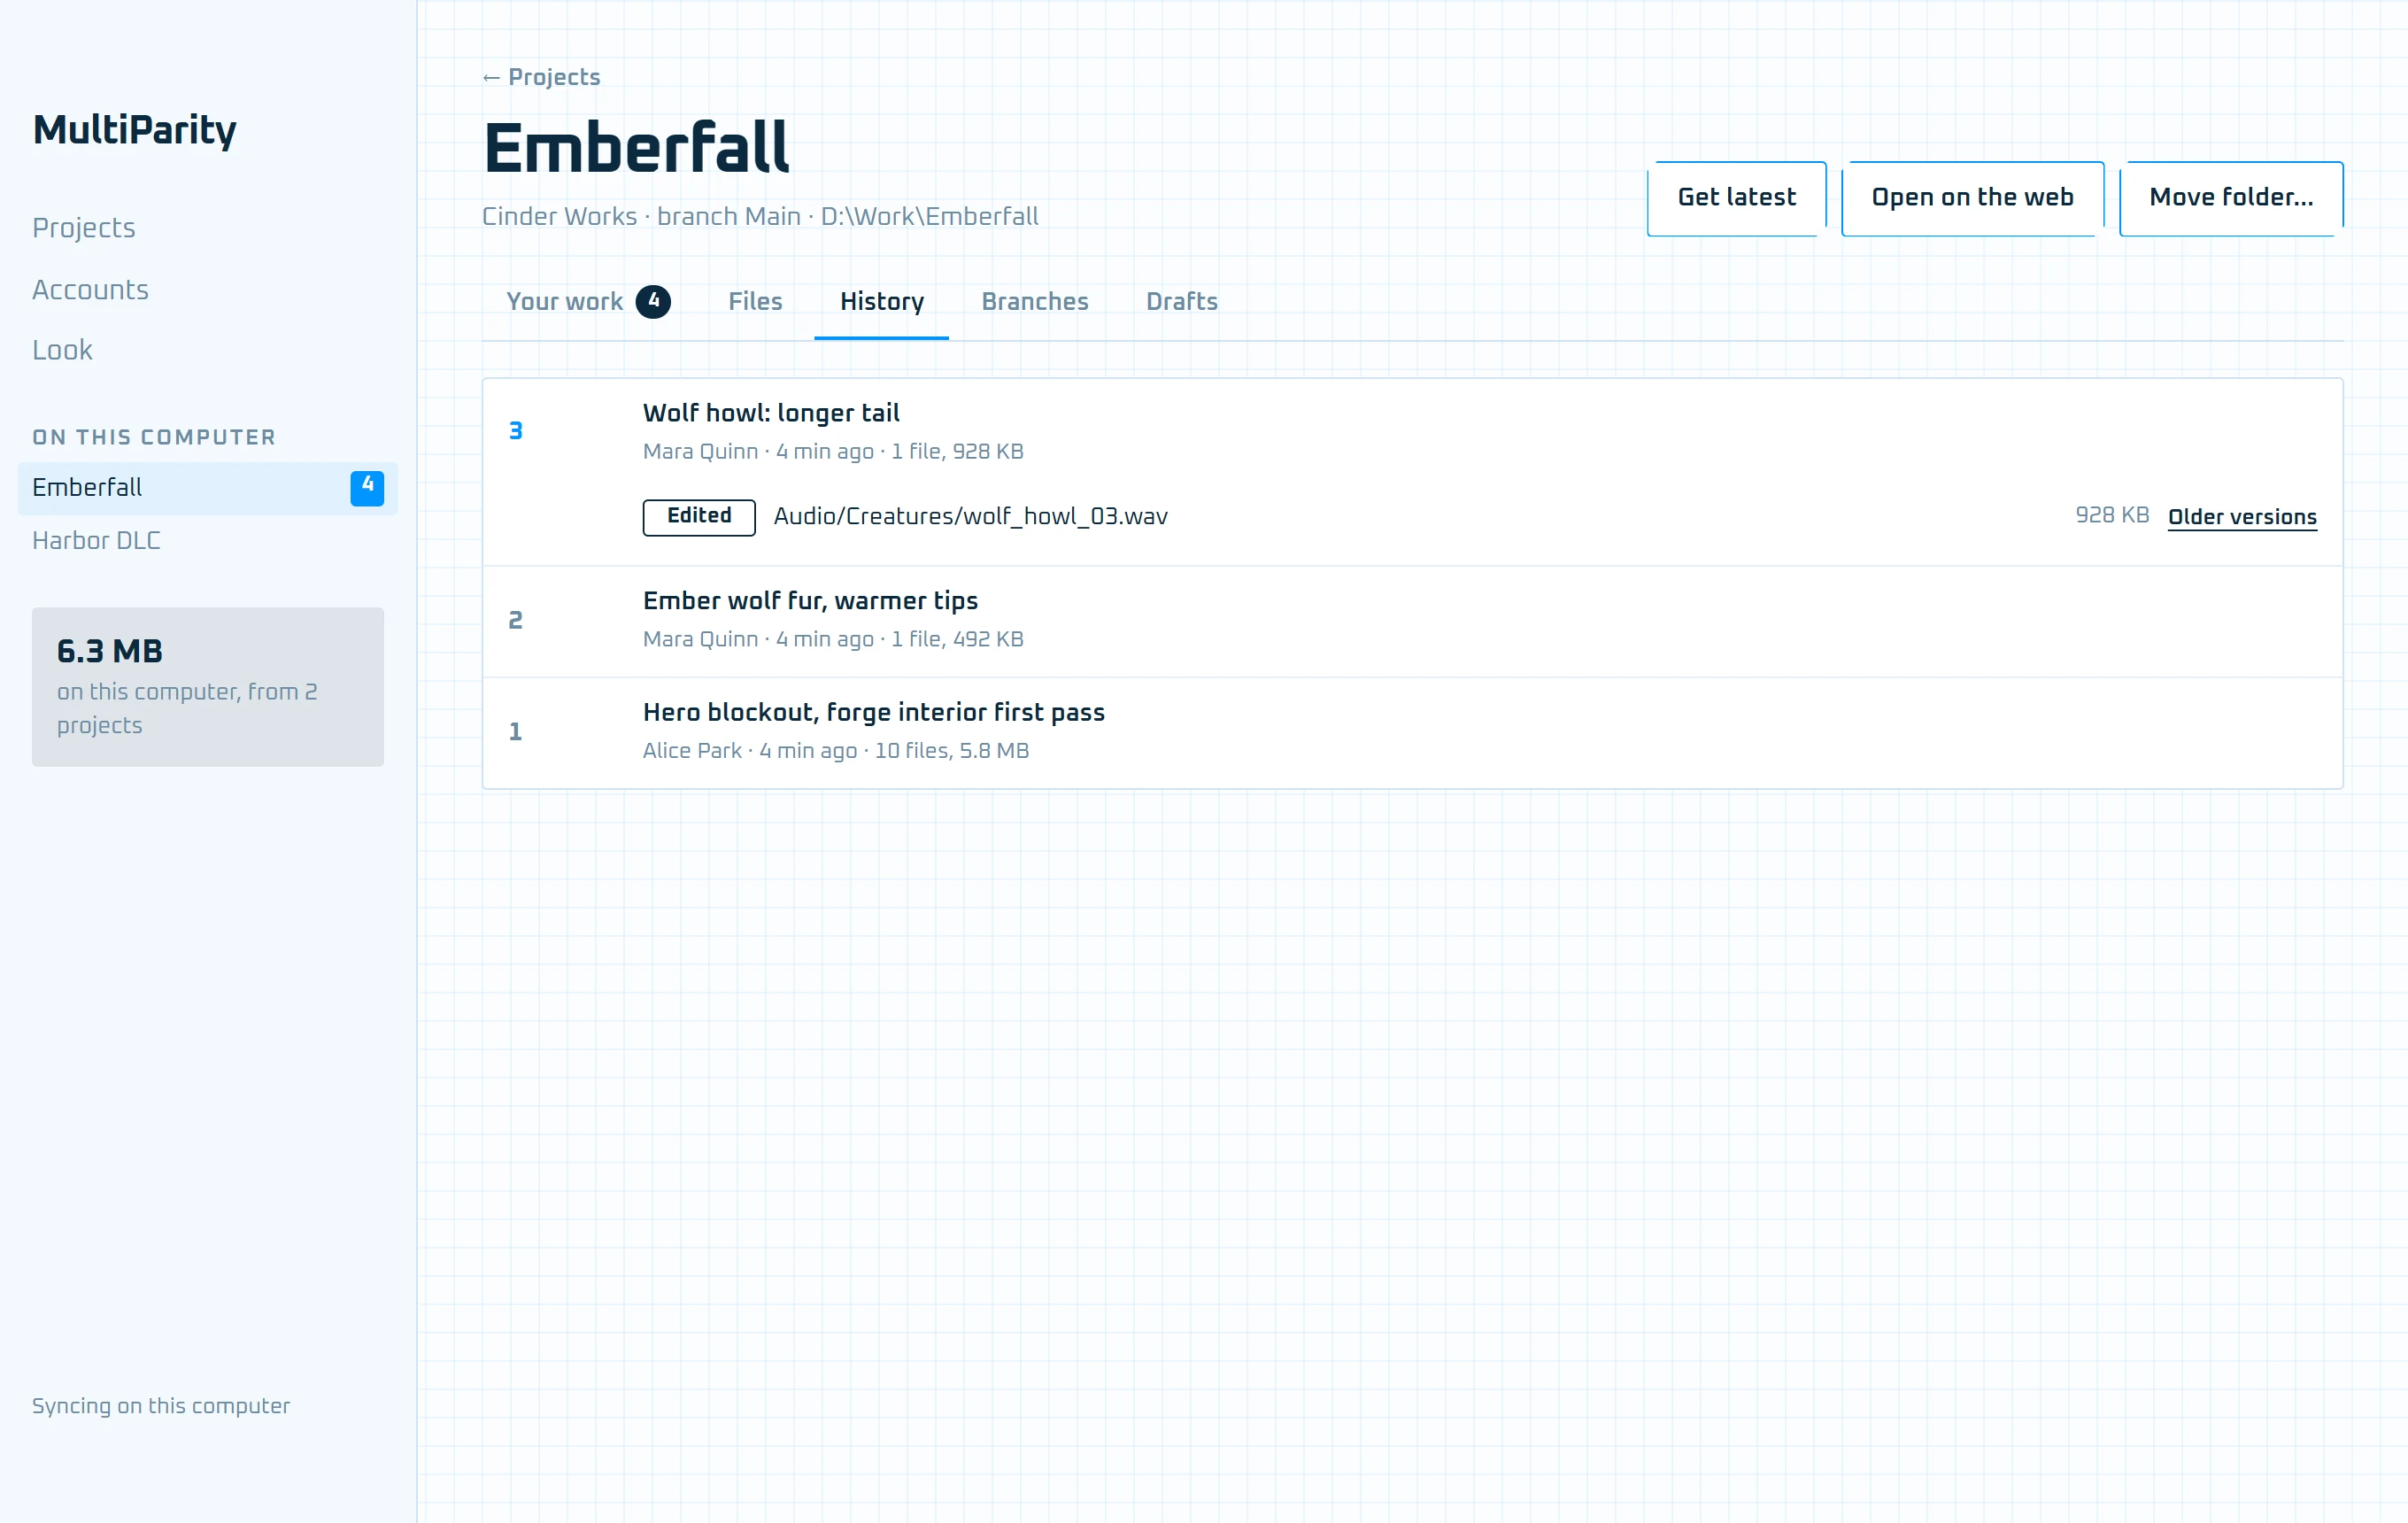 MultiParity
Projects
Accounts
Look
ON THIS COMPUTER
Emberfall 4
Harbor DLC
6.3 MB
on this computer, from 2
projects
Syncing on this computer
← Projects
Emberfall
Cinder Works · branch Main · D:\Work\Emberfall
Get latest
Open on the web
Move folder...
Your work 4 Files History Branches Drafts
3
Wolf howl: longer tail
Mara Quinn · 4 min ago · 1 file, 928 KB
Edited Audio/Creatures/wolf_howl_03.wav 928 KB Older versions
2
Ember wolf fur, warmer tips
Mara Quinn · 4 min ago · 1 file, 492 KB
1
Hero blockout, forge interior first pass
Alice Park · 4 min ago · 10 files, 5.8 MB